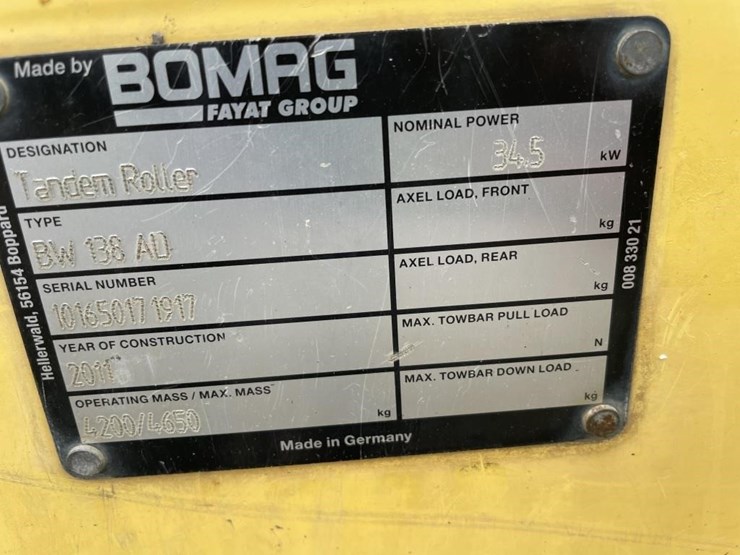 Made by BOMAG
FAYAT GROUP
DESIGNATION
Tandem Roller
TYPE
BW 138 AD
SERIAL NUMBER
101650171917
YEAR OF CONSTRUCTION
2011
OPERATING MASS / MAX. MASS
4200/4650 kg
NOMINAL POWER
34.5 kW
AXEL LOAD, FRONT
kg
AXEL LOAD, REAR
kg
MAX. TOWBAR PULL LOAD
N
MAX. TOWBAR DOWN LOAD
kg
Made in Germany
Hellerwald, 56154 Boppard
008 330 21